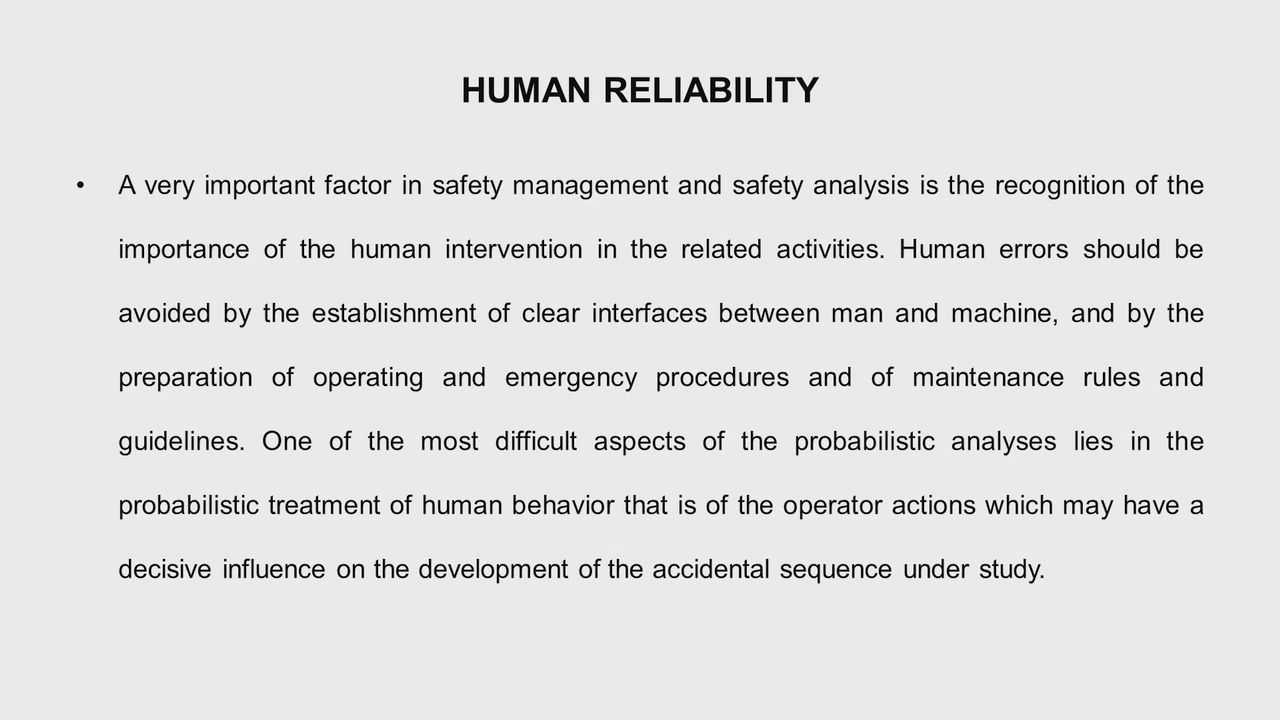 HUMAN RELIABILITY
• A very important factor in safety management and safety analysis is the recognition of the
importance of the human intervention in the related activities. Human errors should be
avoided by the establishment of clear interfaces between man and machine, and by the
preparation of operating and emergency procedures and of maintenance rules and
guidelines. One of the most difficult aspects of the probabilistic analyses lies in the
probabilistic treatment of human behavior that is of the operator actions which may have a
decisive influence on the development of the accidental sequence under study.